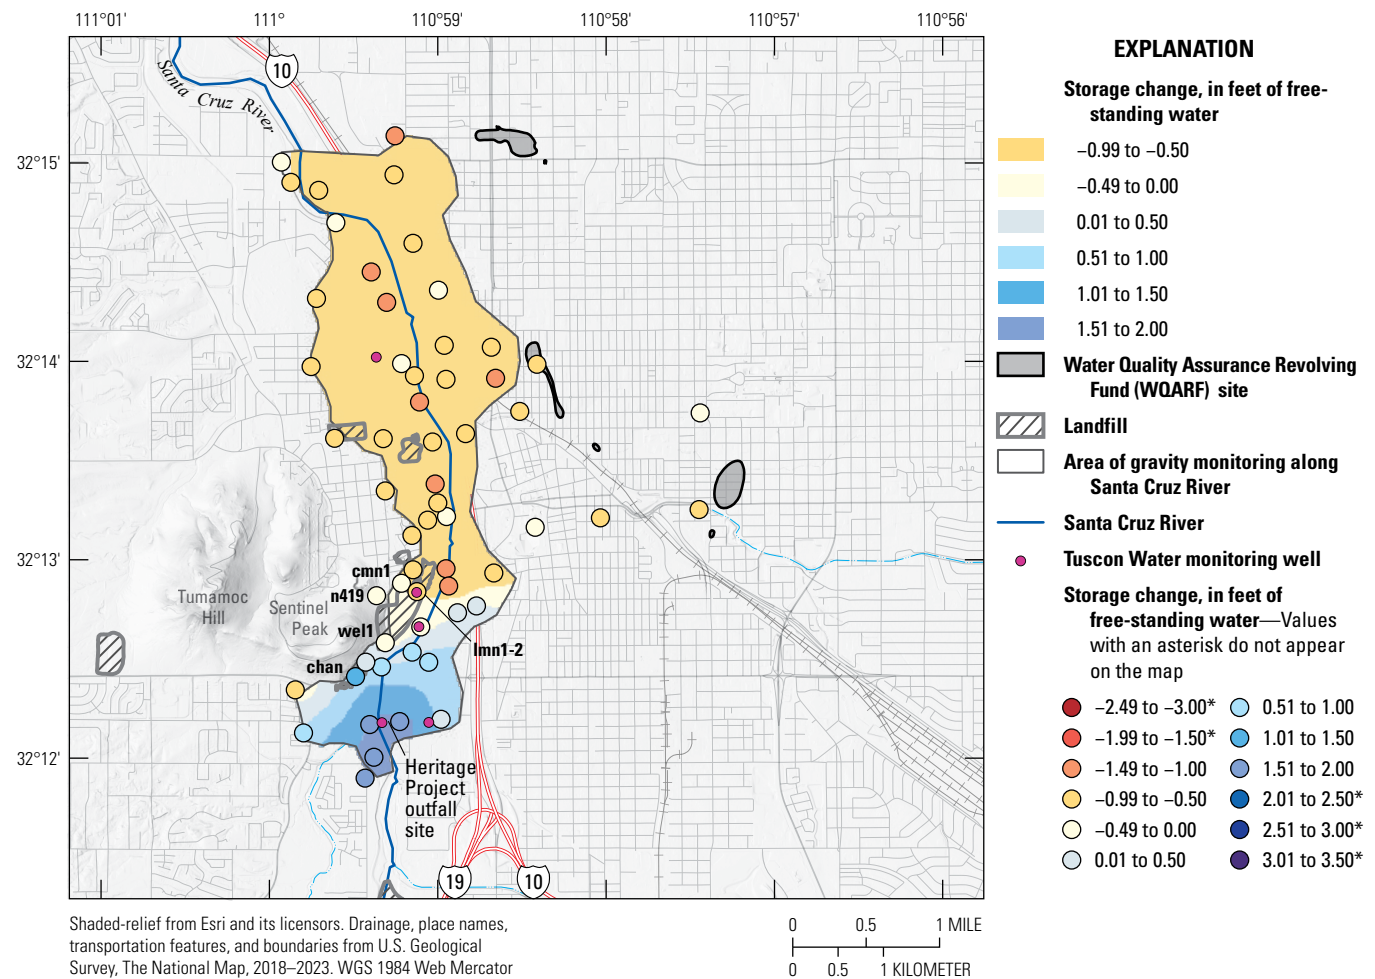 111°01'
111°
110°59'
110°58'
110°57'
110°56'
32°15'
32°14'
32°13'
32°12'
10
Santa Cruz River
cmn1
n419
Tumamoc
Hill
Sentinel
Peak
wel1
lmn1-2
chan
Heritage
Project
outfall
site
19
10
EXPLANATION
Storage change, in feet of free-
standing water
−0.99 to −0.50
−0.49 to 0.00
0.01 to 0.50
0.51 to 1.00
1.01 to 1.50
1.51 to 2.00
Water Quality Assurance Revolving
Fund (WQARF) site
Landfill
Area of gravity monitoring along
Santa Cruz River
Santa Cruz River
Tuscon Water monitoring well
Storage change, in feet of
free-standing water—Values
with an asterisk do not appear
on the map
−2.49 to −3.00*
−1.99 to −1.50*
−1.49 to −1.00
−0.99 to −0.50
−0.49 to 0.00
0.01 to 0.50
0.51 to 1.00
1.01 to 1.50
1.51 to 2.00
2.01 to 2.50*
2.51 to 3.00*
3.01 to 3.50*
Shaded-relief from Esri and its licensors. Drainage, place names,
transportation features, and boundaries from U.S. Geological
Survey, The National Map, 2018–2023. WGS 1984 Web Mercator
0 0.5 1 MILE
0 0.5 1 KILOMETER